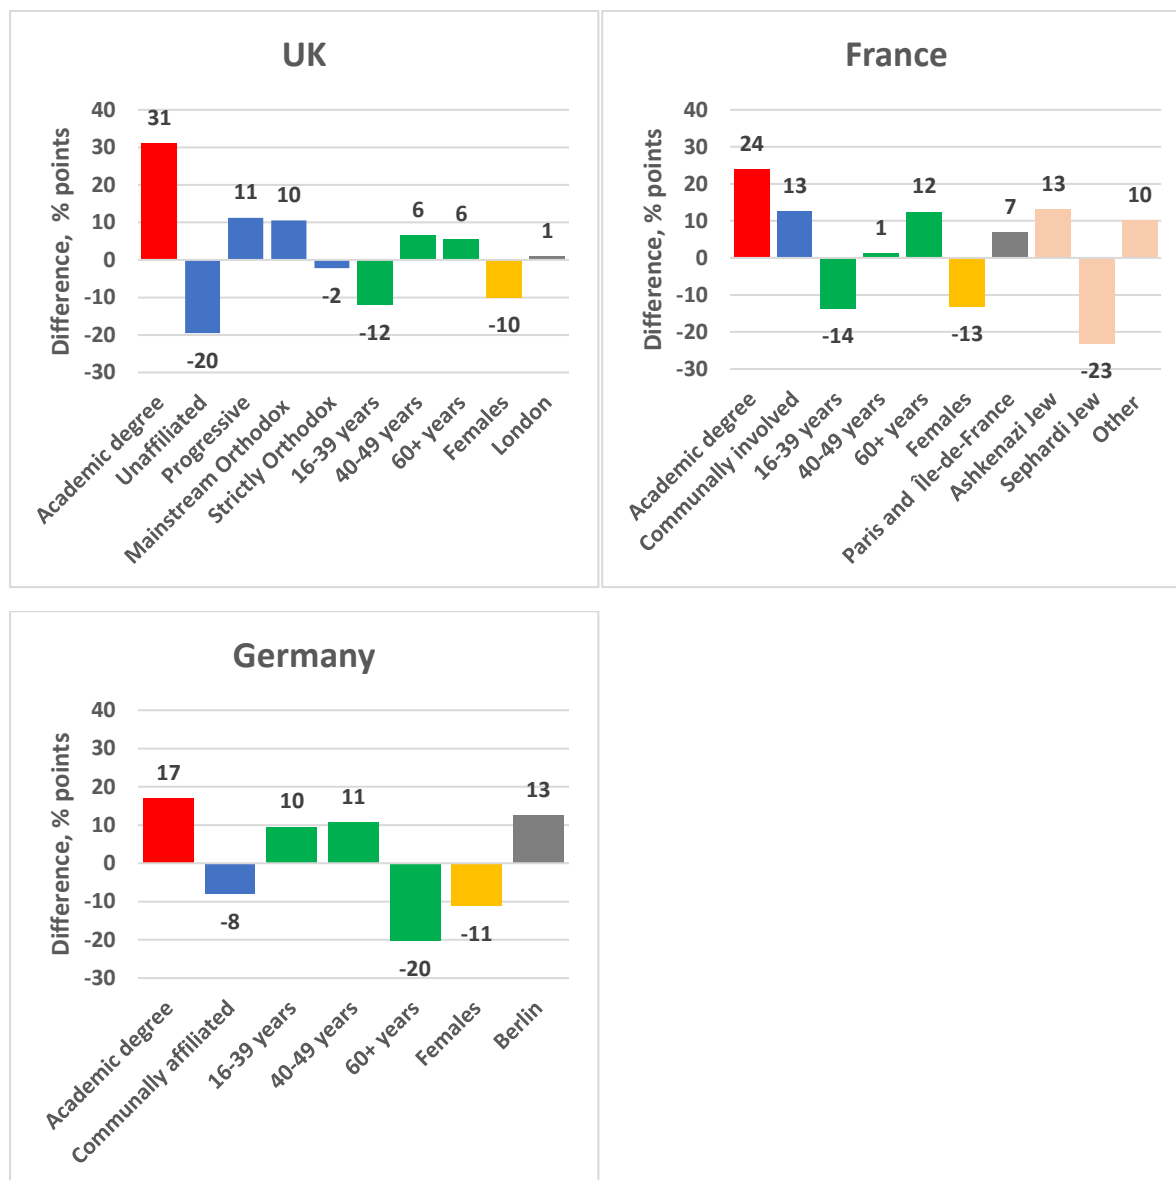 UK
Difference, % points
40
30
20
10
0
-10
-20
-30
31
-20
11
10
-2
-12
6
6
-10
1
Academic degree
Unaffiliated
Progressive
Mainstream Orthodox
Strictly Orthodox
16-39 years
40-49 years
60+ years
Females
London
France
Difference, % points
40
30
20
10
0
-10
-20
-30
24
13
-14
1
12
-13
7
13
-23
10
Academic degree
Communally involved
16-39 years
40-49 years
60+ years
Females
Paris and Île-de-France
Ashkenazi Jew
Sephardi Jew
Other
Germany
Difference, % points
40
30
20
10
0
-10
-20
-30
17
-8
10
11
-20
-11
13
Academic degree
Communally affiliated
16-39 years
40-49 years
60+ years
Females
Berlin